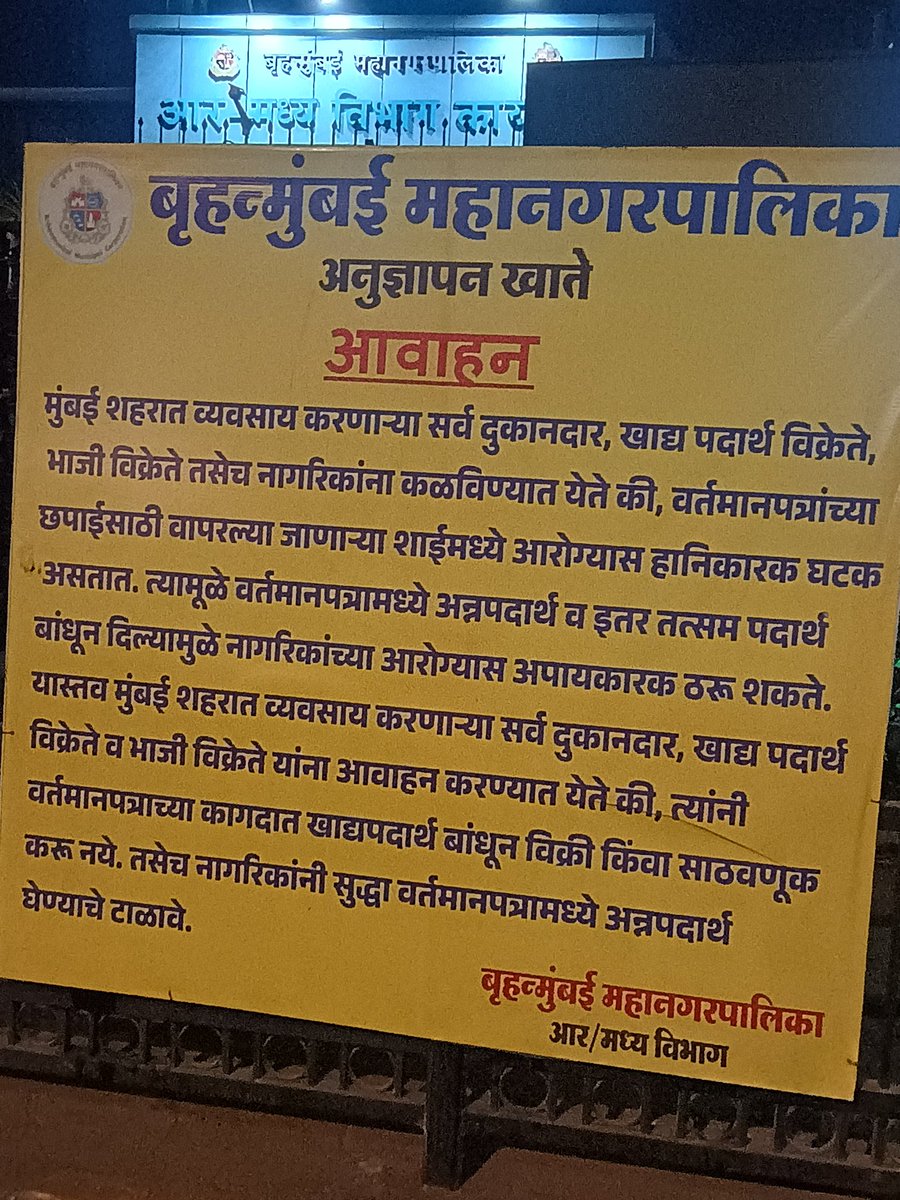 बृहन्मुंबई महानगरपालिका
आर-मध्य विभाग
बृहन्मुंबई महानगरपालिका
अनुज्ञापन खाते
आवाहन
मुंबई शहरात व्यवसाय करणाऱ्या सर्व दुकानदार, खाद्य पदार्थ विक्रेते,
भाजी विक्रेते तसेच नागरिकांना कळविण्यात येते की, वर्तमानपत्रांच्या
छपाईसाठी वापरल्या जाणाऱ्या शाईमध्ये आरोग्यास हानिकारक घटक
असतात. त्यामूळे वर्तमानपत्रामध्ये अन्नपदार्थ व इतर तत्सम पदार्थ
बांधून दिल्यामुळे नागरिकांच्या आरोग्यास अपायकारक ठरू शकते.
यास्तव मुंबई शहरात व्यवसाय करणाऱ्या सर्व दुकानदार, खाद्य पदार्थ
विक्रेते व भाजी विक्रेते यांना आवाहन करण्यात येते की, त्यांनी
वर्तमानपत्राच्या कागदात खाद्यपदार्थ बांधून विक्री किंवा साठवणूक
करू नये. तसेच नागरिकांनी सुद्धा वर्तमानपत्रामध्ये अन्नपदार्थ
घेण्याचे टाळावे.
बृहन्मुंबई महानगरपालिका
आर/मध्य विभाग